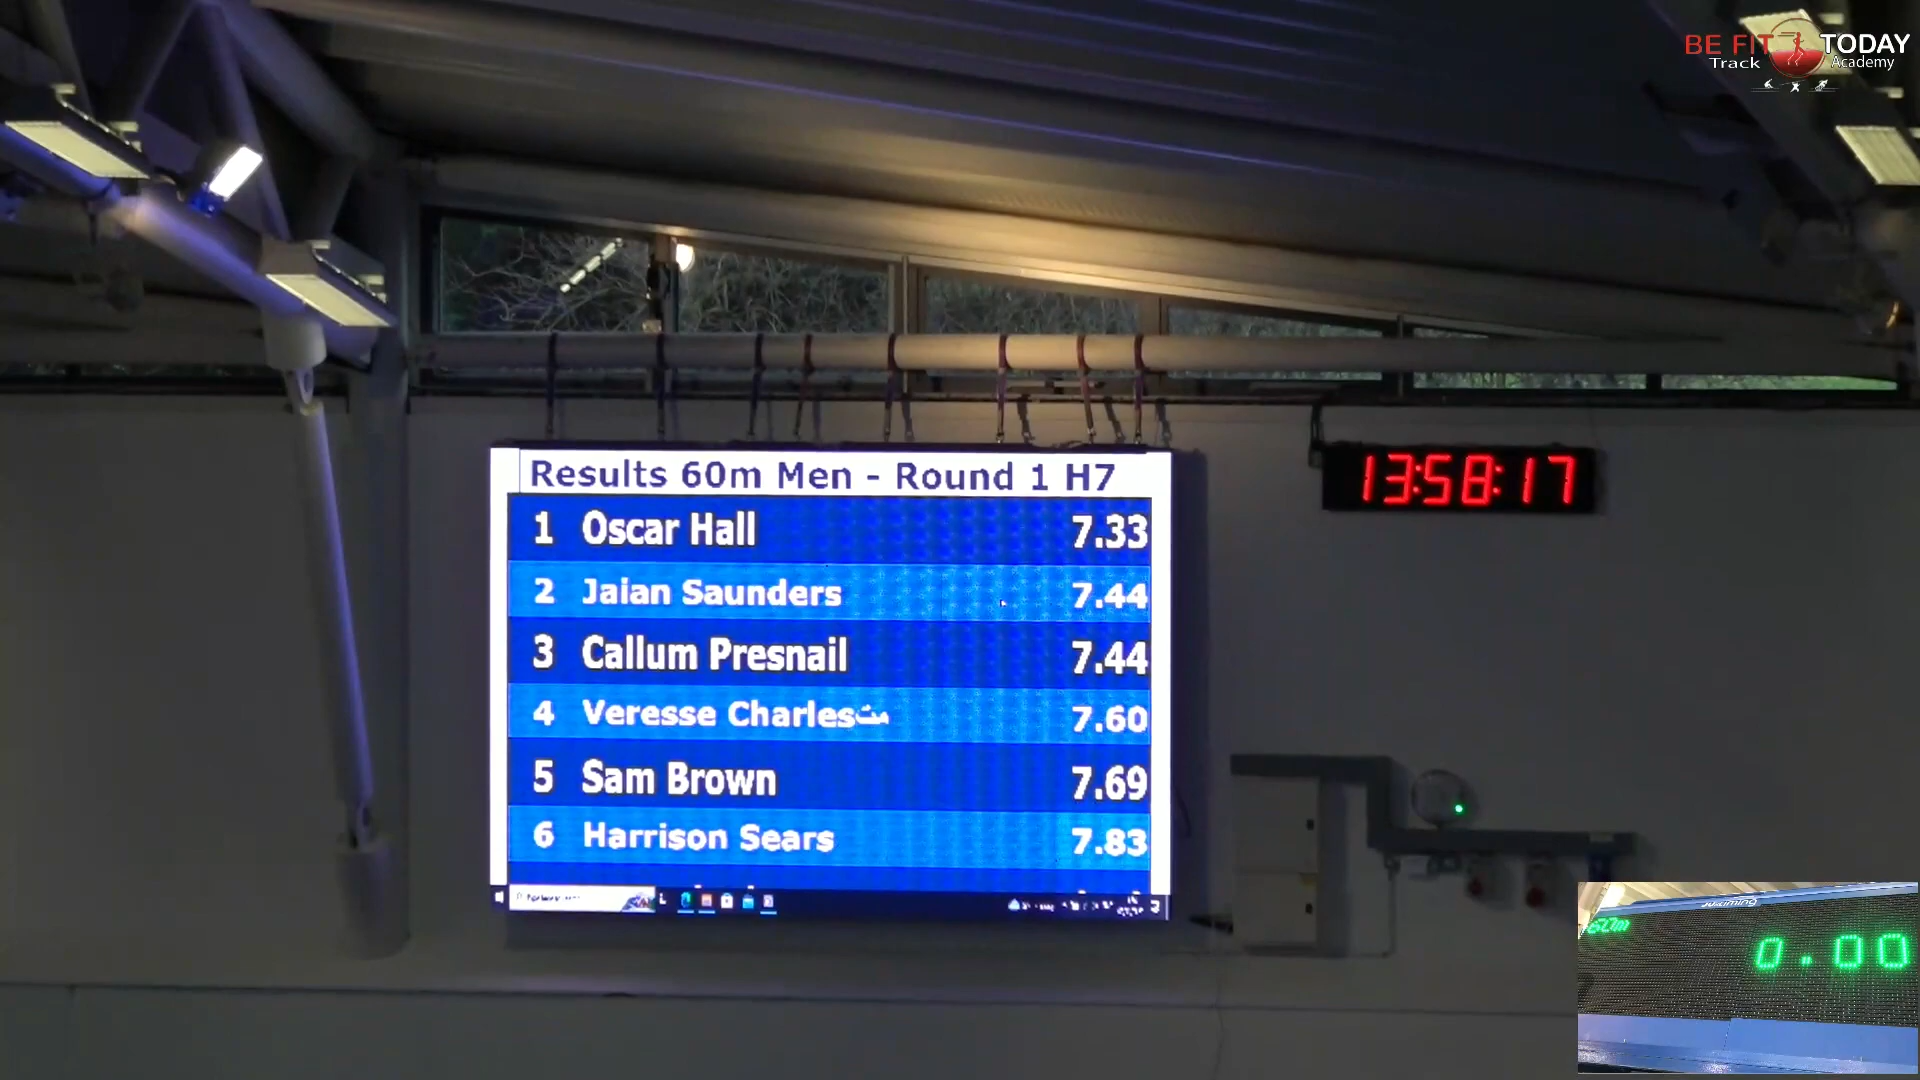 BE FIT TODAY
Track Academy
Results 60m Men - Round 1 H7
1 Oscar Hall 7.33
2 Jaian Saunders 7.44
3 Callum Presnail 7.44
4 Veresse Charlesمت 7.60
5 Sam Brown 7.69
6 Harrison Sears 7.83
13:58:17
0.00